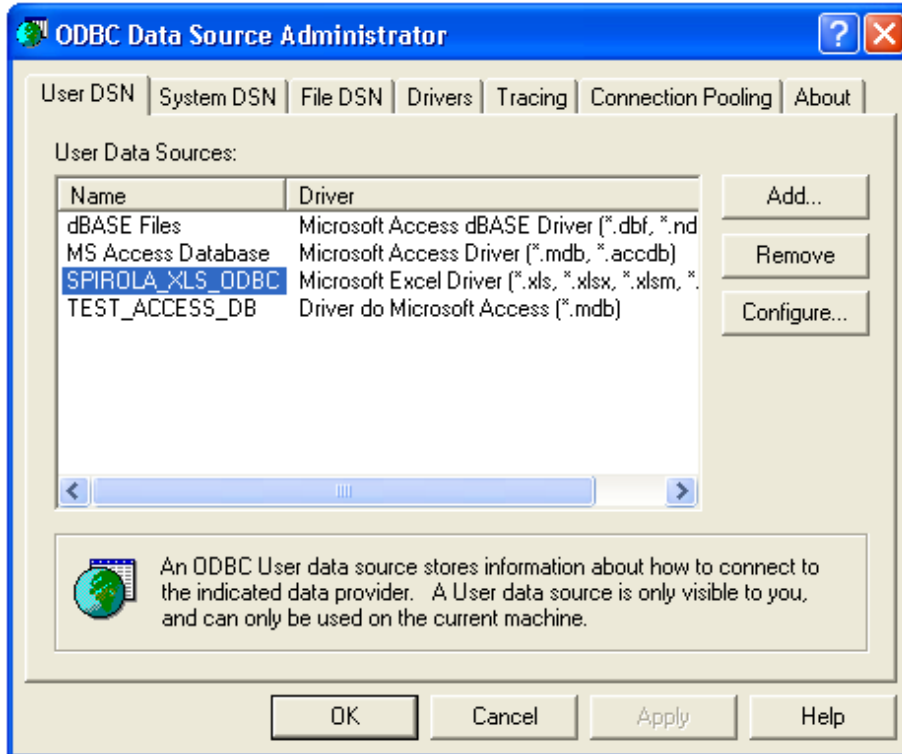 ODBC Data Source Administrator
User DSN System DSN File DSN Drivers Tracing Connection Pooling About
User Data Sources:
Name Driver
dBASE Files Microsoft Access dBASE Driver (*.dbf, *.nd
MS Access Database Microsoft Access Driver (*.mdb, *.accdb)
SPIROLA_XLS_ODBC Microsoft Excel Driver (*.xls, *.xlsx, *.xlsm, *.
TEST_ACCESS_DB Driver do Microsoft Access (*.mdb)
Add...
Remove
Configure...
An ODBC User data source stores information about how to connect to
the indicated data provider. A User data source is only visible to you,
and can only be used on the current machine.
OK Cancel Apply Help